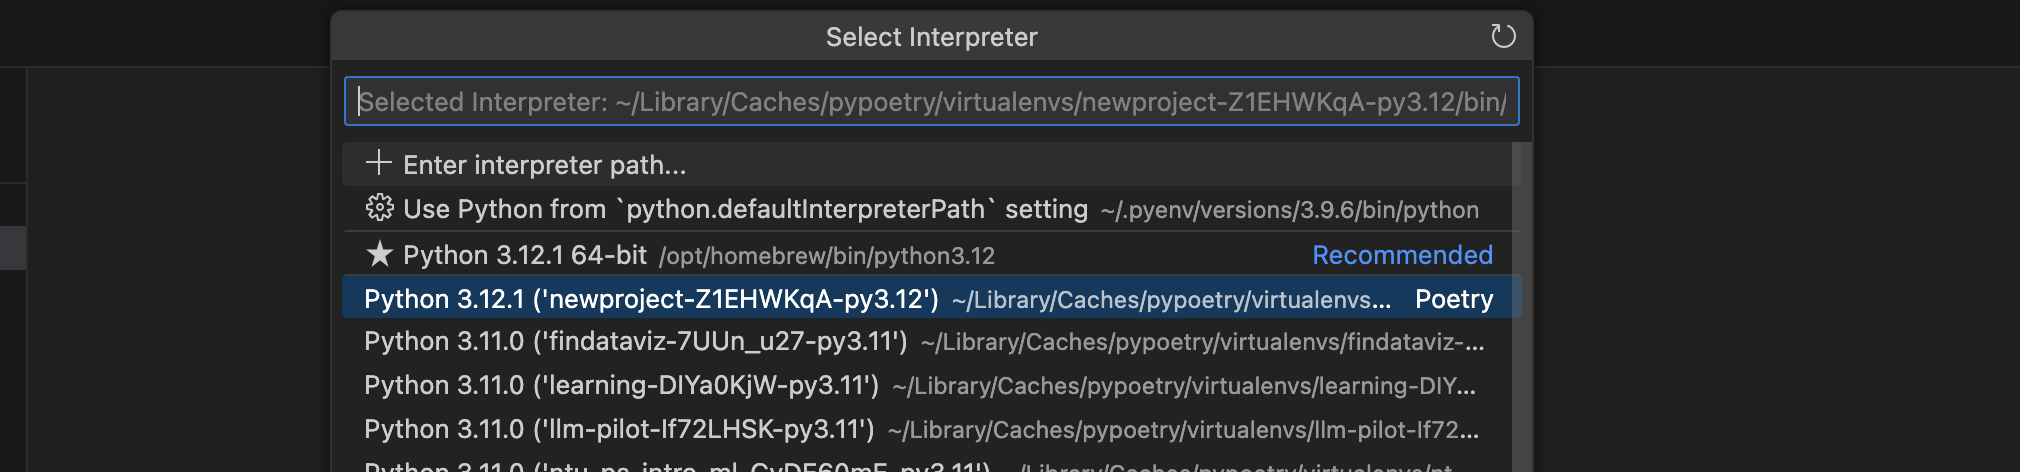 Select Interpreter
Selected Interpreter: ~/Library/Caches/pypoetry/virtualenvs/newproject-Z1EHWKqA-py3.12/bin/
Enter interpreter path...
Use Python from `python.defaultInterpreterPath` setting ~/.pyenv/versions/3.9.6/bin/python
Python 3.12.1 64-bit /opt/homebrew/bin/python3.12 Recommended
Python 3.12.1 ('newproject-Z1EHWKqA-py3.12') ~/Library/Caches/pypoetry/virtualenvs... Poetry
Python 3.11.0 ('findataviz-7UUn_u27-py3.11') ~/Library/Caches/pypoetry/virtualenvs/findataviz-...
Python 3.11.0 ('learning-DIYa0KjW-py3.11') ~/Library/Caches/pypoetry/virtualenvs/learning-DIY...
Python 3.11.0 ('llm-pilot-If72LHSK-py3.11') ~/Library/Caches/pypoetry/virtualenvs/llm-pilot-If72...
Python 3.11.0